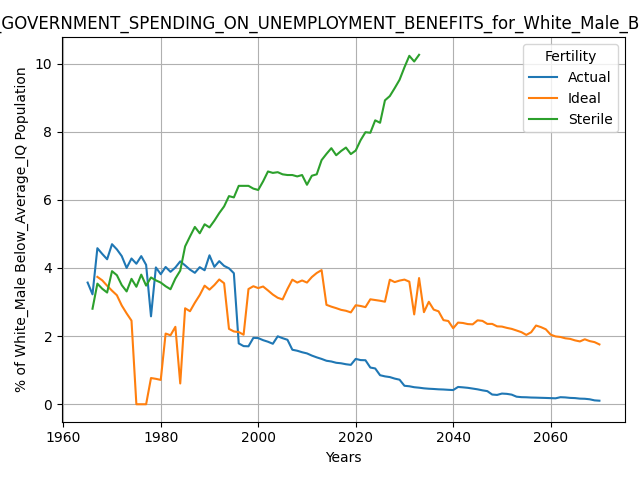 _GOVERNMENT_SPENDING_ON_UNEMPLOYMENT_BENEFITS_for_White_Male_B
% of White_Male Below_Average_IQ Population
10
8
6
4
2
0
Fertility
Actual
Ideal
Sterile
1960 1980 2000 2020 2040 2060
Years